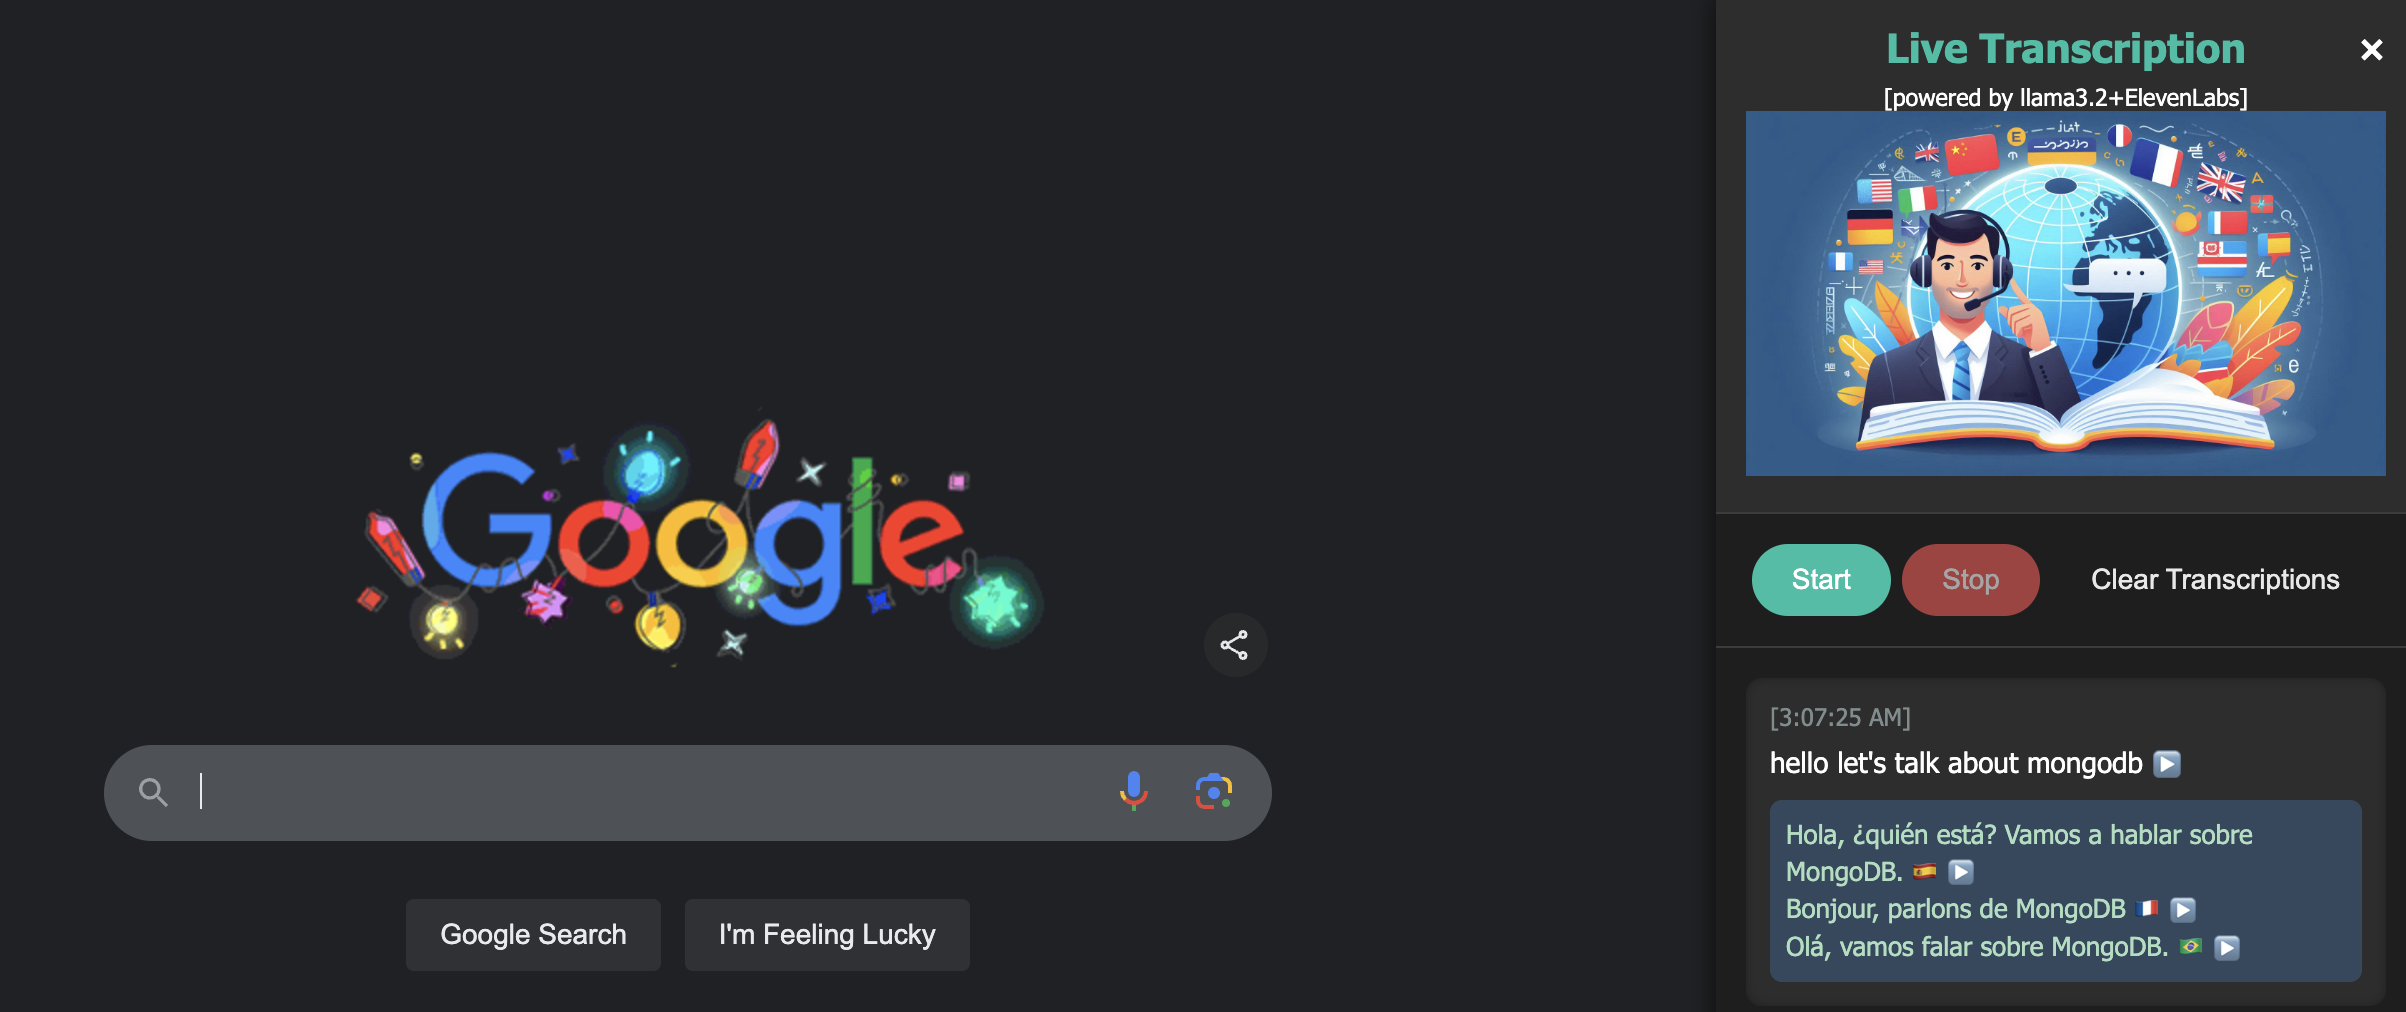 Google
Google Search
I'm Feeling Lucky
Live Transcription
[powered by llama3.2+ElevenLabs]
Start
Stop
Clear Transcriptions
[3:07:25 AM]
hello let's talk about mongodb
Hola, ¿quién está? Vamos a hablar sobre
MongoDB.
Bonjour, parlons de MongoDB
Olá, vamos falar sobre MongoDB.